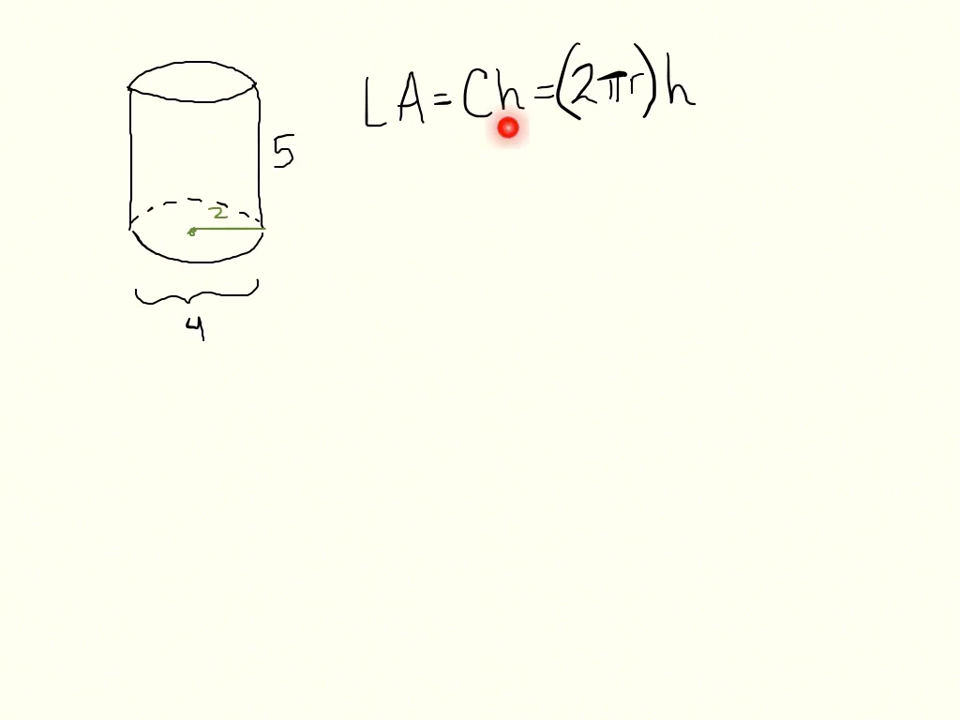 LA = Ch = (2πr)h
5
2
4